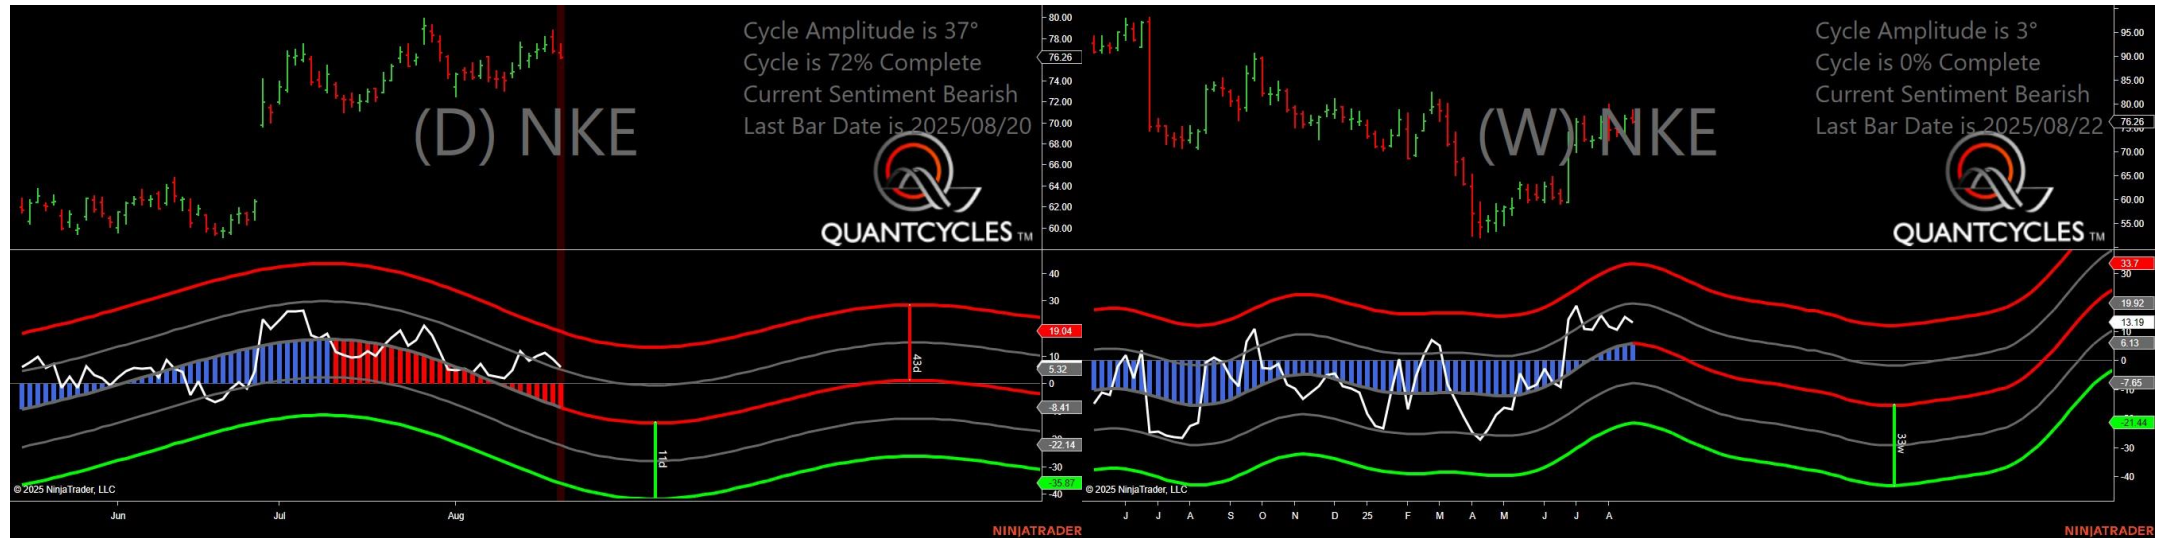 Cycle Amplitude is 37°
Cycle is 72% Complete
Current Sentiment Bearish
Last Bar Date is 2025/08/20
(D) NKE
QUANTCYCLES TM
80.00
78.00
76.26
74.00
72.00
70.00
68.00
66.00
64.00
62.00
60.00
40
30
19.04
10
5.32
0
-8.41
-22.14
-30
-35.87
-40
43d
11d
© 2025 NinjaTrader, LLC
Jun Jul Aug
NINJATRADER
Cycle Amplitude is 3°
Cycle is 0% Complete
Current Sentiment Bearish
Last Bar Date is 2025/08/22
(W) NKE
QUANTCYCLES TM
95.00
90.00
85.00
80.00
76.26
70.00
65.00
60.00
55.00
33.7
30
19.92
13.19
10
6.13
0
-7.65
-21.44
-30
-40
33w
© 2025 NinjaTrader, LLC
J J A S O N D 25 F M A M J J A
NINJATRADER